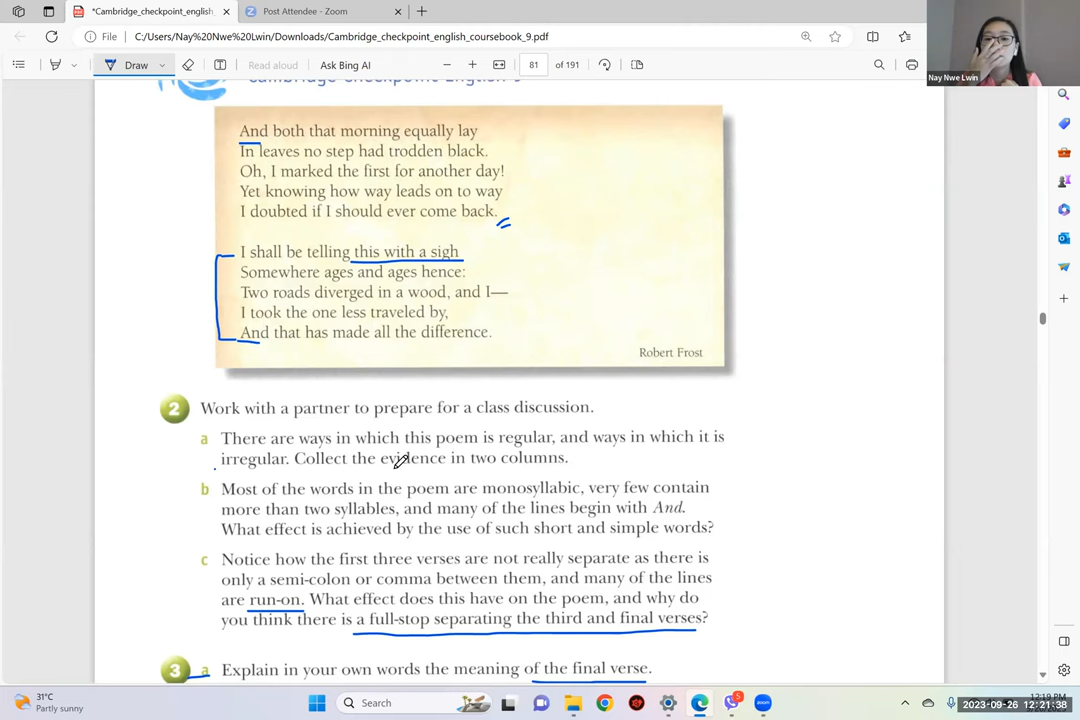 *Cambridge_checkpoint_english
Post Attendee - Zoom
File
C:/Users/Nay%20Nwe%20Lwin/Downloads/Cambridge_checkpoint_english_coursebook_9.pdf
Draw
Read aloud
Ask Bing AI
81
of 191
Nay Nwe Lwin
Cambridge Checkpoint English 9
And both that morning equally lay
In leaves no step had trodden black.
Oh, I marked the first for another day!
Yet knowing how way leads on to way
I doubted if I should ever come back.
I shall be telling this with a sigh
Somewhere ages and ages hence:
Two roads diverged in a wood, and I—
I took the one less traveled by,
And that has made all the difference.
Robert Frost
2 Work with a partner to prepare for a class discussion.
a There are ways in which this poem is regular, and ways in which it is
irregular. Collect the evidence in two columns.
b Most of the words in the poem are monosyllabic, very few contain
more than two syllables, and many of the lines begin with And.
What effect is achieved by the use of such short and simple words?
c Notice how the first three verses are not really separate as there is
only a semi-colon or comma between them, and many of the lines
are run-on. What effect does this have on the poem, and why do
you think there is a full-stop separating the third and final verses?
3 a Explain in your own words the meaning of the final verse.
31°C
Partly sunny
Search
5
12:19 PM
2023-09-26 12:21:38